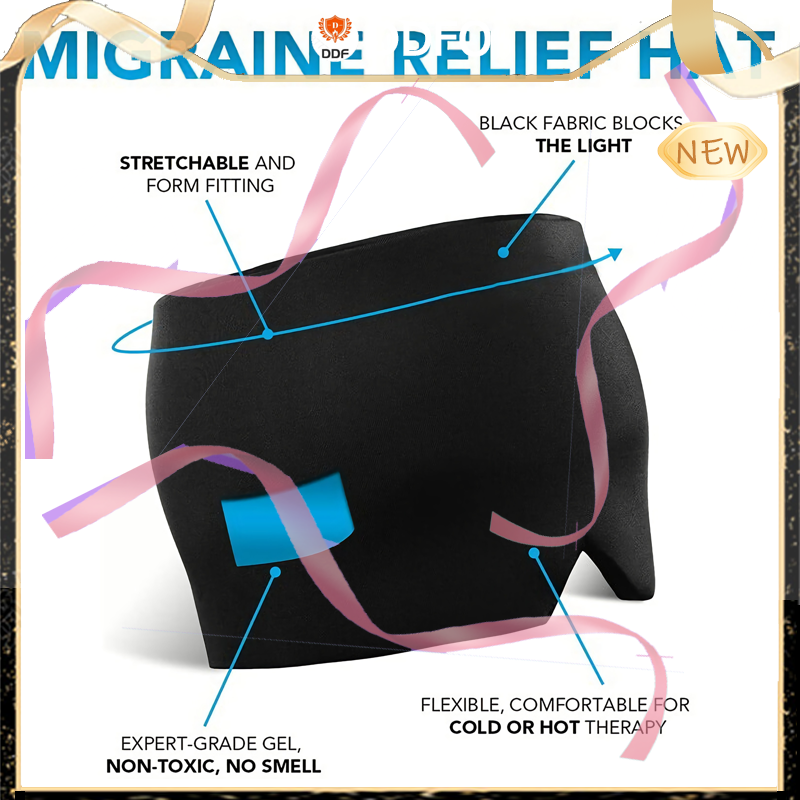 MIGRAINE RELIEF HAT
DDF
BLACK FABRIC BLOCKS
THE LIGHT
NEW
STRETCHABLE AND
FORM FITTING
FLEXIBLE, COMFORTABLE FOR
COLD OR HOT THERAPY
EXPERT-GRADE GEL,
NON-TOXIC, NO SMELL